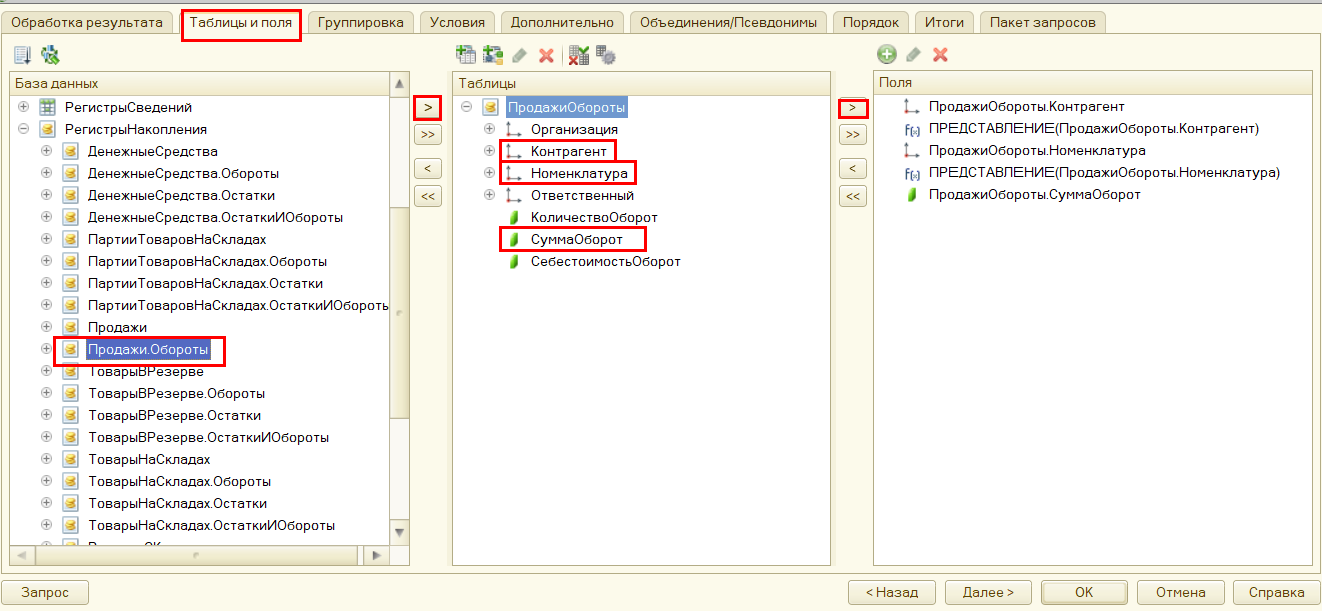 Обработка результата Таблицы и поля Группировка Условия Дополнительно Объединения/Псевдонимы Порядок Итоги Пакет запросов
База данных
РегистрыСведений
РегистрыНакопления
ДенежныеСредства
ДенежныеСредства.Обороты
ДенежныеСредства.Остатки
ДенежныеСредства.ОстаткиИОбороты
ПартииТоваровНаСкладах
ПартииТоваровНаСкладах.Обороты
ПартииТоваровНаСкладах.Остатки
ПартииТоваровНаСкладах.ОстаткиИОбороты
Продажи
Продажи.Обороты
ТоварыВРезерве
ТоварыВРезерве.Обороты
ТоварыВРезерве.Остатки
ТоварыВРезерве.ОстаткиИОбороты
ТоварыНаСкладах
ТоварыНаСкладах.Обороты
ТоварыНаСкладах.Остатки
ТоварыНаСкладах.ОстаткиИОбороты
>
>>
<
<<
Таблицы
ПродажиОбороты
Организация
Контрагент
Номенклатура
Ответственный
КоличествоОборот
СуммаОборот
СебестоимостьОборот
>
>>
<
<<
Поля
ПродажиОбороты.Контрагент
f(x) ПРЕДСТАВЛЕНИЕ(ПродажиОбороты.Контрагент)
ПродажиОбороты.Номенклатура
f(x) ПРЕДСТАВЛЕНИЕ(ПродажиОбороты.Номенклатура)
ПродажиОбороты.СуммаОборот
Запрос < Назад Далее > ОК Отмена Справка